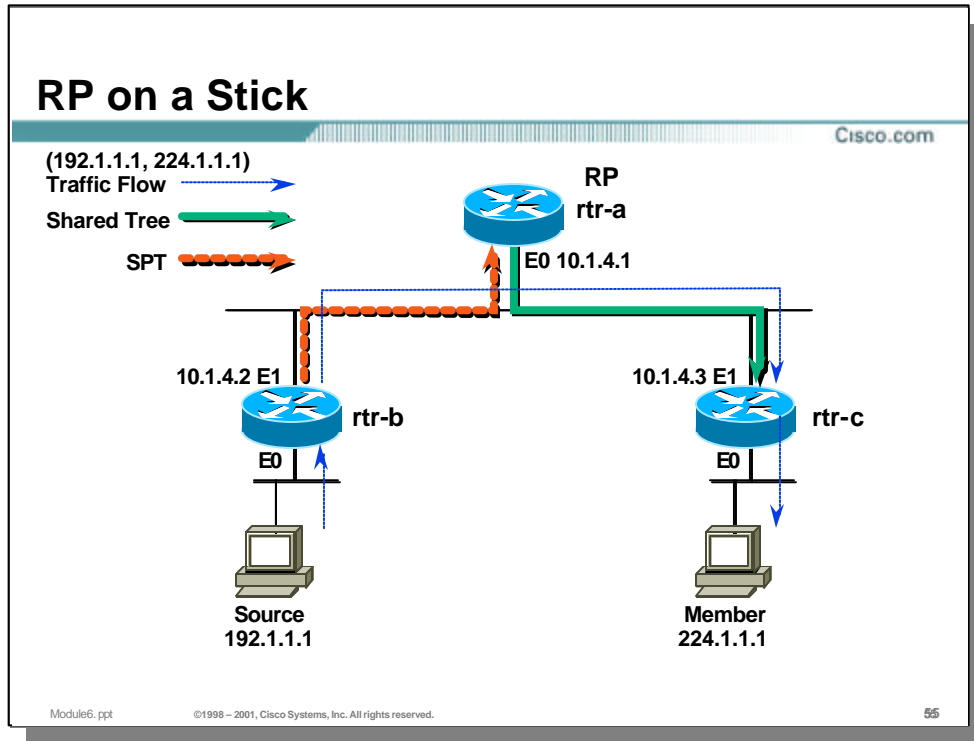 RP on a Stick
Cisco.com
(192.1.1.1, 224.1.1.1)
Traffic Flow
Shared Tree
SPT
RP
rtr-a
E0 10.1.4.1
10.1.4.2 E1
10.1.4.3 E1
rtr-b
rtr-c
E0
E0
Source
192.1.1.1
Member
224.1.1.1
Module6. ppt
©1998 – 2001, Cisco Systems, Inc. All rights reserved.